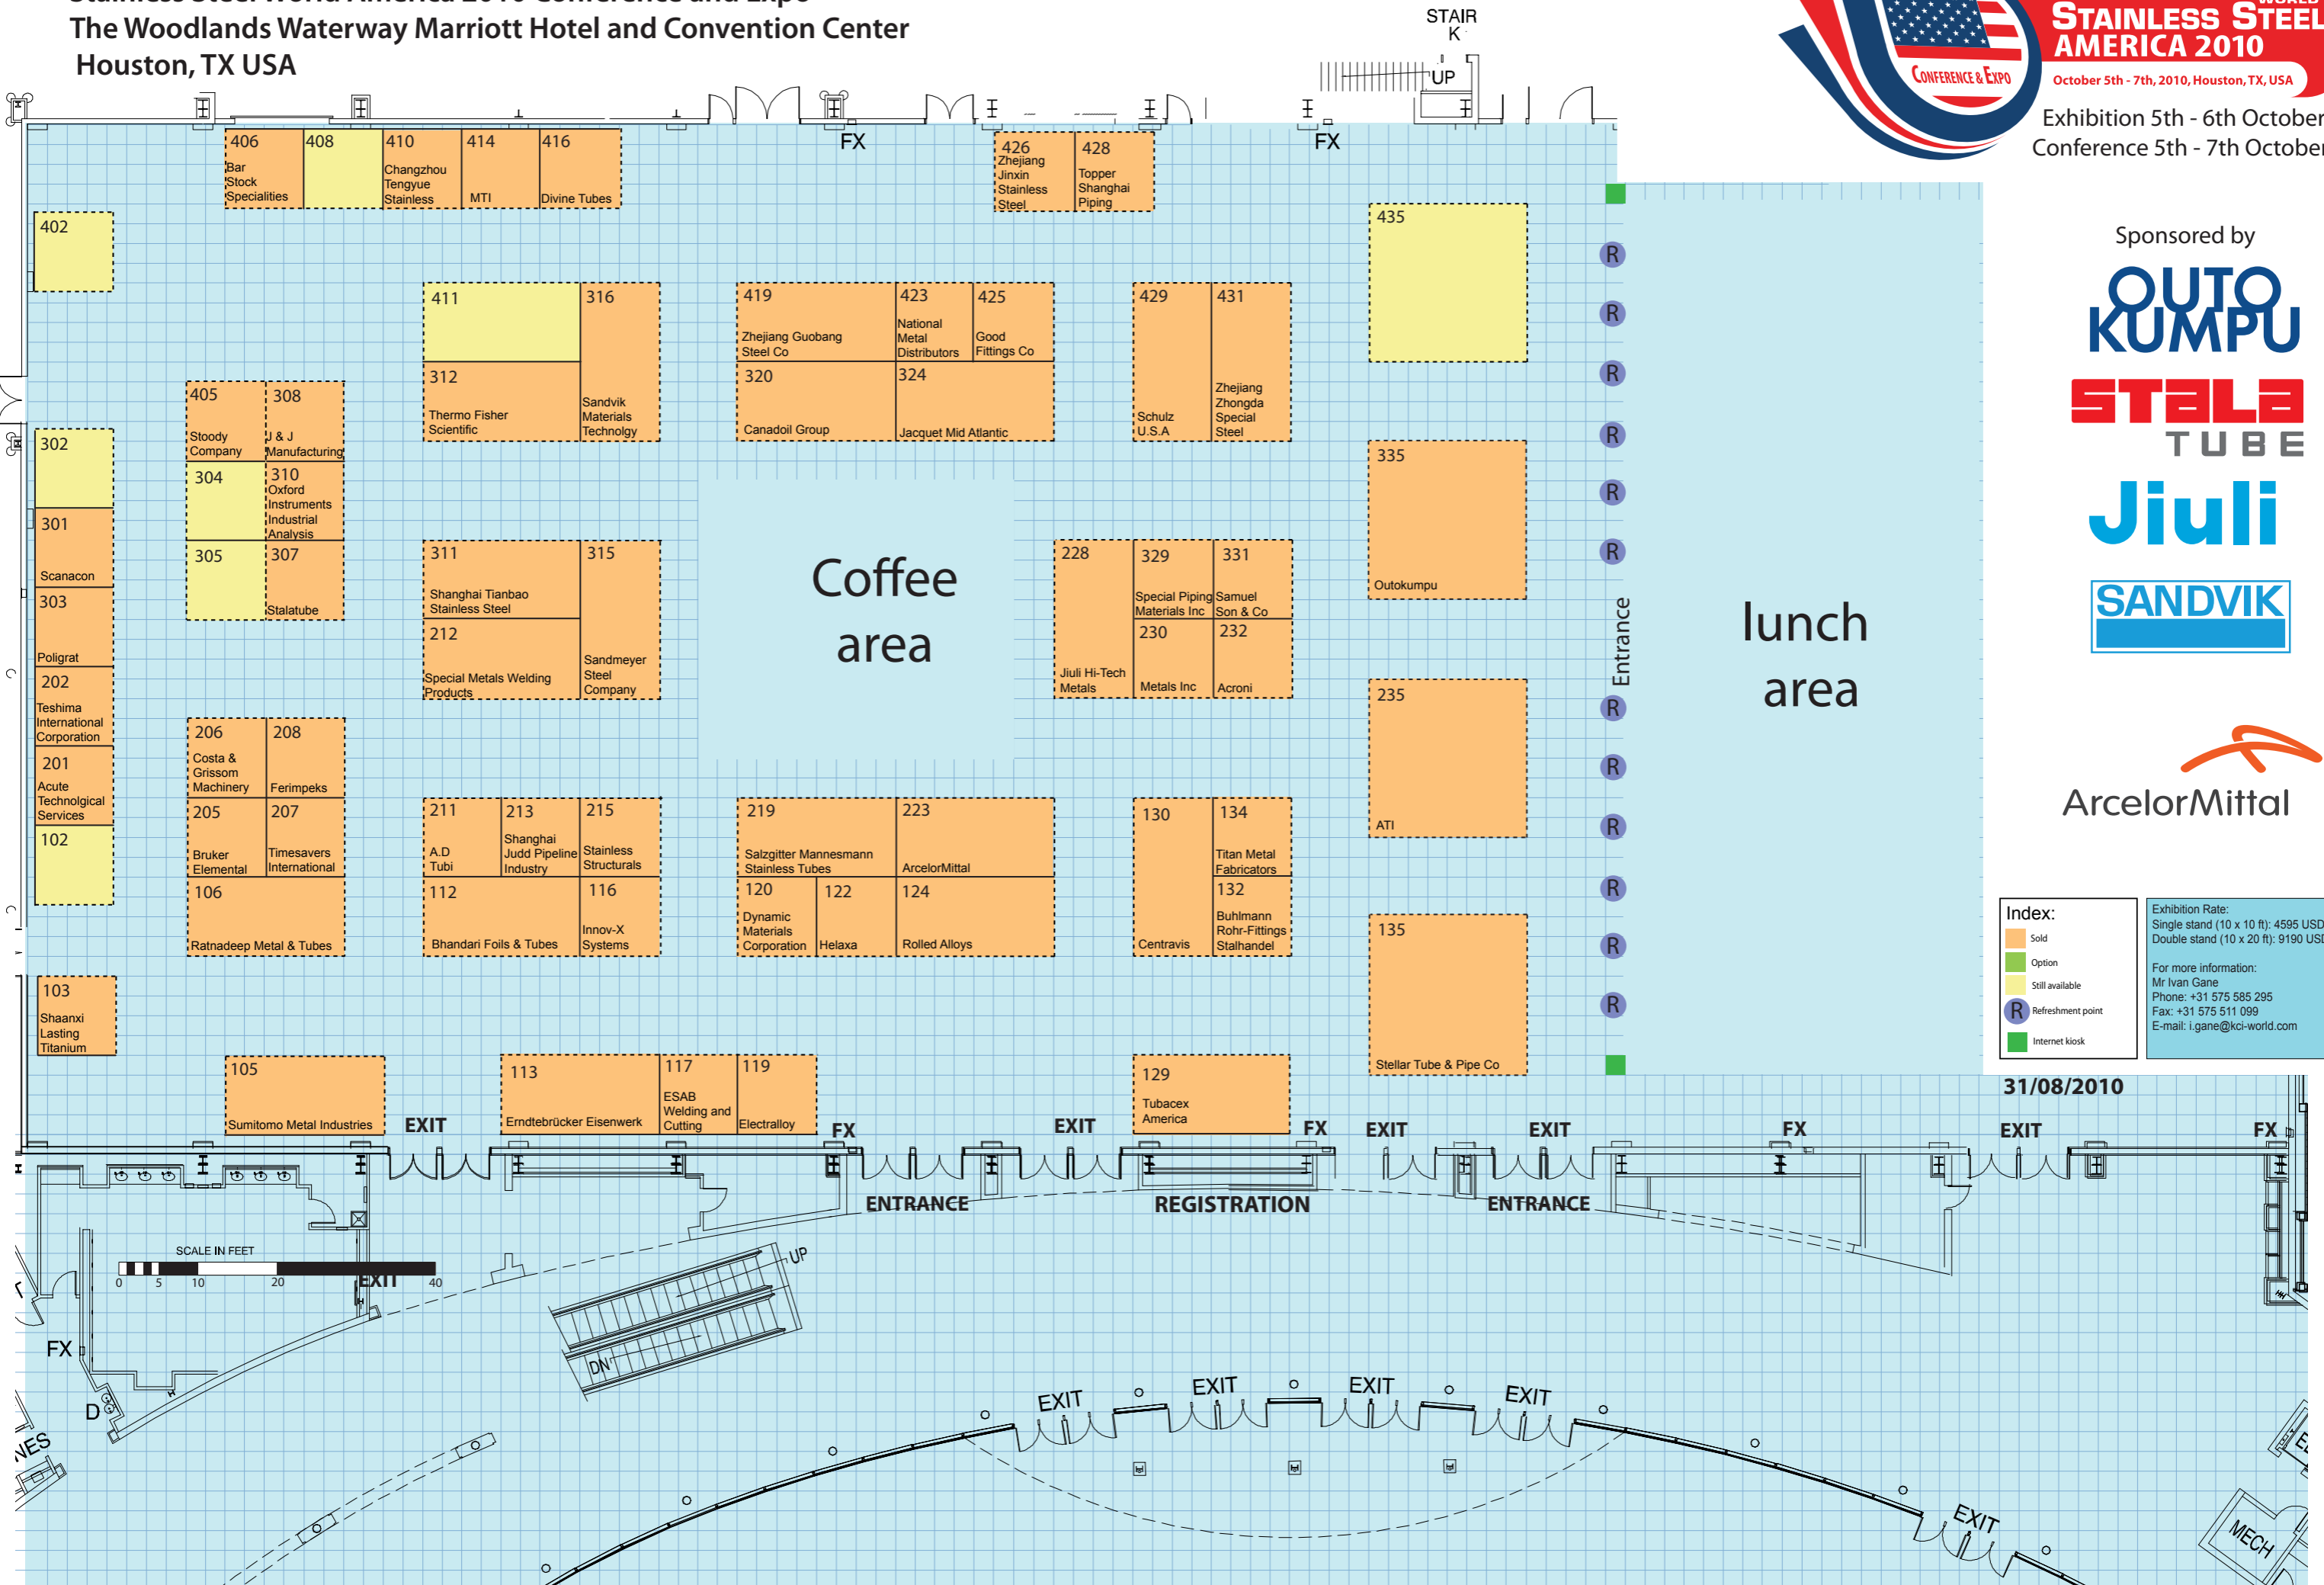 Stainless Steel World America 2010 Conference and Expo
The Woodlands Waterway Marriott Hotel and Convention Center
Houston, TX USA
STAIR
K
UP
WORLD
STAINLESS STEEL
AMERICA 2010
CONFERENCE & EXPO
October 5th - 7th, 2010, Houston, TX, USA
Exhibition 5th - 6th October
Conference 5th - 7th October
Sponsored by
OUTO
KUMPU
STALA
TUBE
Jiuli
SANDVIK
ArcelorMittal
FX
FX
406
Bar
Stock
Specialities
408
410
Changzhou
Tengyue
Stainless
414
MTI
416
Divine Tubes
426
Zhejiang
Jinxin
Stainless
Steel
428
Topper
Shanghai
Piping
402
435
411
316
Sandvik
Materials
Technolgy
312
Thermo Fisher
Scientific
419
Zhejiang Guobang
Steel Co
423
National
Metal
Distributors
425
Good
Fittings Co
320
Canadoil Group
324
Jacquet Mid Atlantic
429
Schulz
U.S.A
431
Zhejiang
Zhongda
Special
Steel
405
Stoody
Company
308
J & J
Manufacturing
304
310
Oxford
Instruments
Industrial
Analysis
305
307
Stalatube
302
301
Scanacon
303
Poligrat
202
Teshima
International
Corporation
201
Acute
Technolgical
Services
102
335
Outokumpu
311
Shanghai Tianbao
Stainless Steel
315
Sandmeyer
Steel
Company
212
Special Metals Welding
Products
Coffee
area
228
Jiuli Hi-Tech
Metals
329
Special Piping
Materials Inc
331
Samuel
Son & Co
230
Metals Inc
232
Acroni
235
ATI
Entrance
lunch
area
R
R
R
R
R
R
R
R
R
R
R
R
206
Costa &
Grissom
Machinery
208
Ferimpeks
205
Bruker
Elemental
207
Timesavers
International
106
Ratnadeep Metal & Tubes
211
A.D
Tubi
213
Shanghai
Judd Pipeline
Industry
215
Stainless
Structurals
112
Bhandari Foils & Tubes
116
Innov-X
Systems
219
Salzgitter Mannesmann
Stainless Tubes
223
ArcelorMittal
120
Dynamic
Materials
Corporation
122
Helaxa
124
Rolled Alloys
130
Centravis
134
Titan Metal
Fabricators
132
Buhlmann
Rohr-Fittings
Stalhandel
135
Stellar Tube & Pipe Co
103
Shaanxi
Lasting
Titanium
105
Sumitomo Metal Industries
113
Erndtebrücker Eisenwerk
117
ESAB
Welding and
Cutting
119
Electralloy
129
Tubacex
America
Index:
Sold
Option
Still available
R Refreshment point
Internet kiosk
Exhibition Rate:
Single stand (10 x 10 ft): 4595 USD
Double stand (10 x 20 ft): 9190 USD
For more information:
Mr Ivan Gane
Phone: +31 575 585 295
Fax: +31 575 511 099
E-mail: i.gane@kci-world.com
31/08/2010
EXIT
FX
EXIT
FX
EXIT
EXIT
FX
EXIT
FX
ENTRANCE
REGISTRATION
ENTRANCE
SCALE IN FEET
0 5 10 20 40
EXIT
UP
DN
FX
D
EXIT
EXIT
EXIT
EXIT
EXIT
MECH